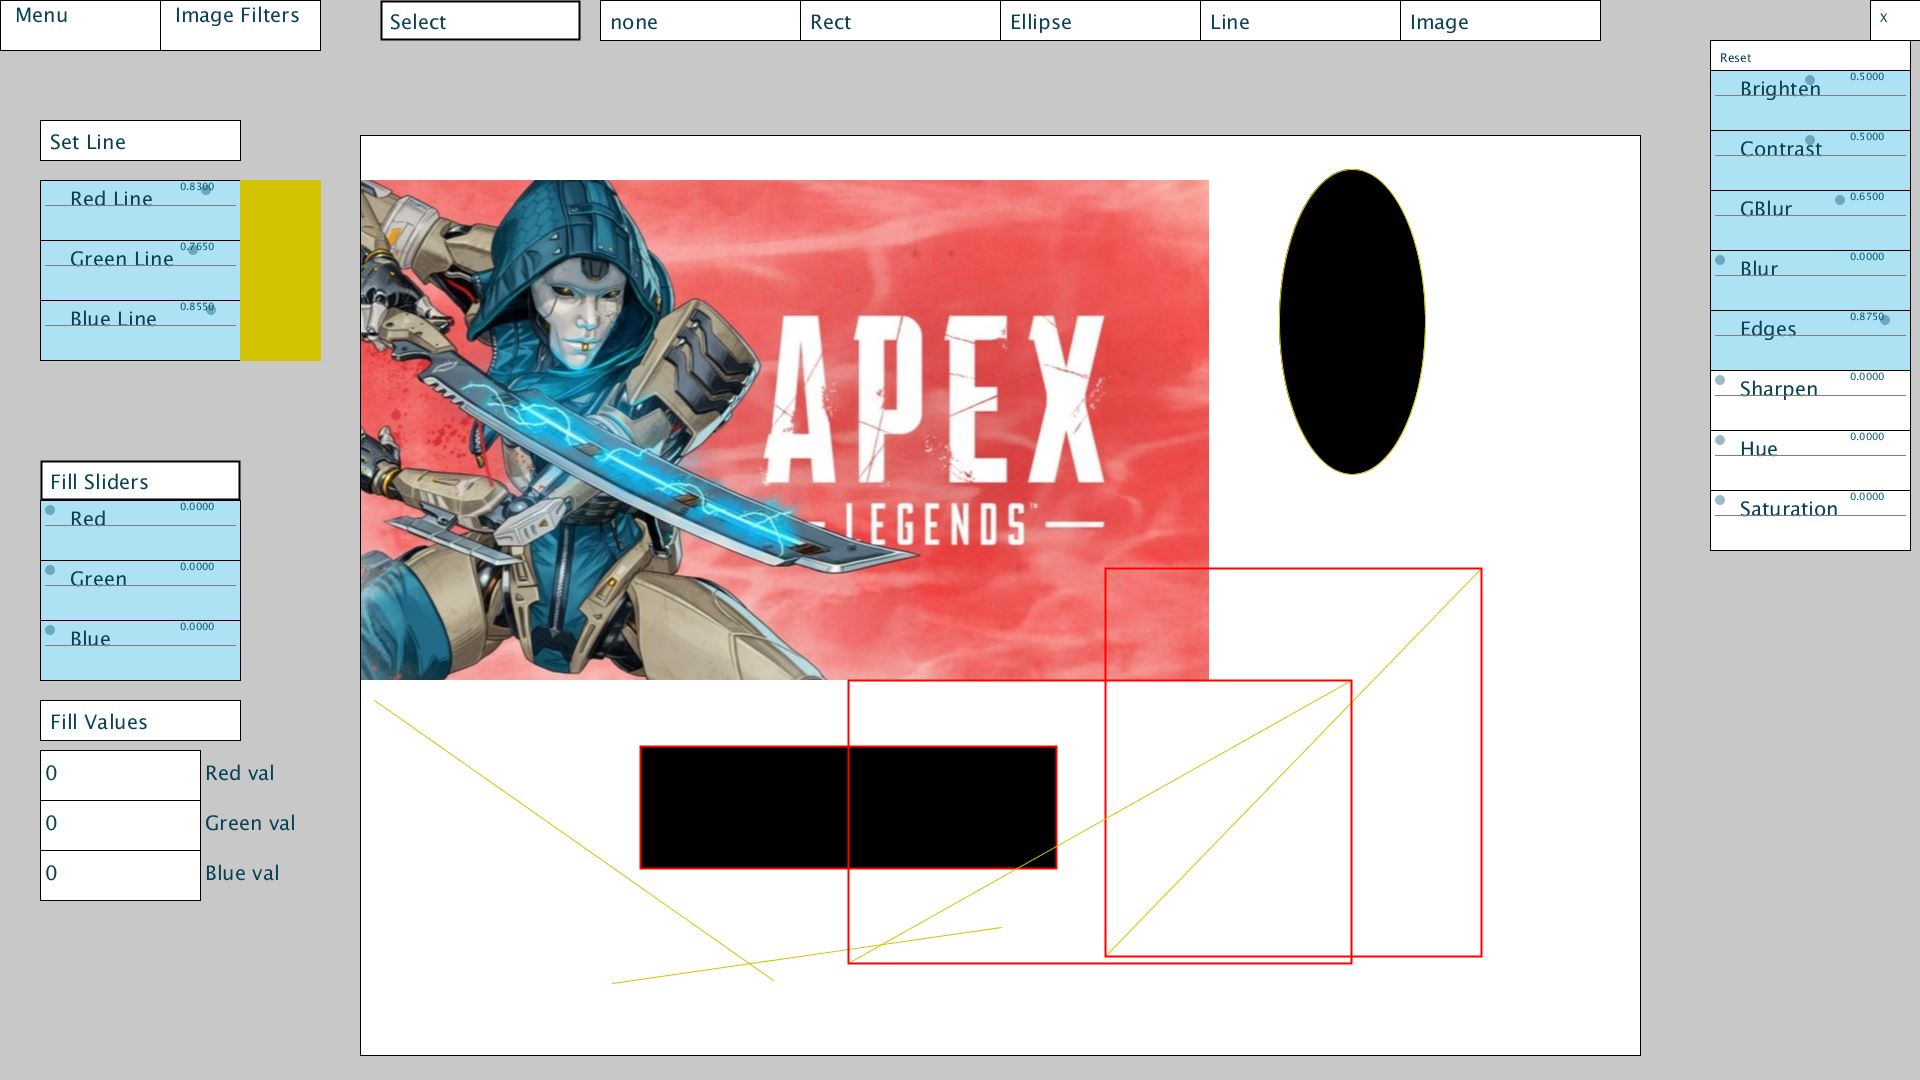 Menu
Image Filters
Select
none
Rect
Ellipse
Line
Image
X
Reset
Brighten 0.5000
Contrast 0.5000
GBlur 0.6500
Blur 0.0000
Edges 0.8750
Sharpen 0.0000
Hue 0.0000
Saturation 0.0000
Set Line
Red Line 0.8300
Green Line 0.7650
Blue Line 0.8550
Fill Sliders
Red 0.0000
Green 0.0000
Blue 0.0000
Fill Values
0 Red val
0 Green val
0 Blue val
APEX
LEGENDS™